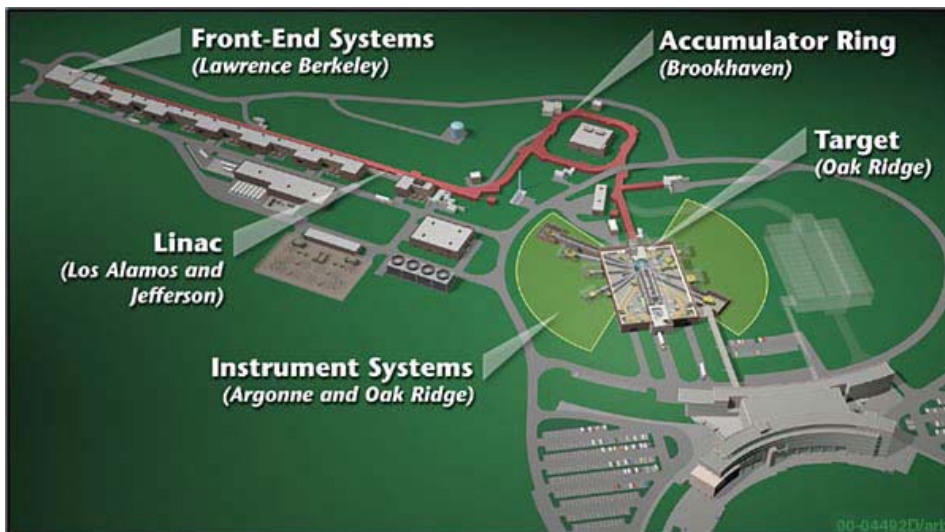 Front-End Systems
(Lawrence Berkeley)
Accumulator Ring
(Brookhaven)
Target
(Oak Ridge)
Linac
(Los Alamos and
Jefferson)
Instrument Systems
(Argonne and Oak Ridge)